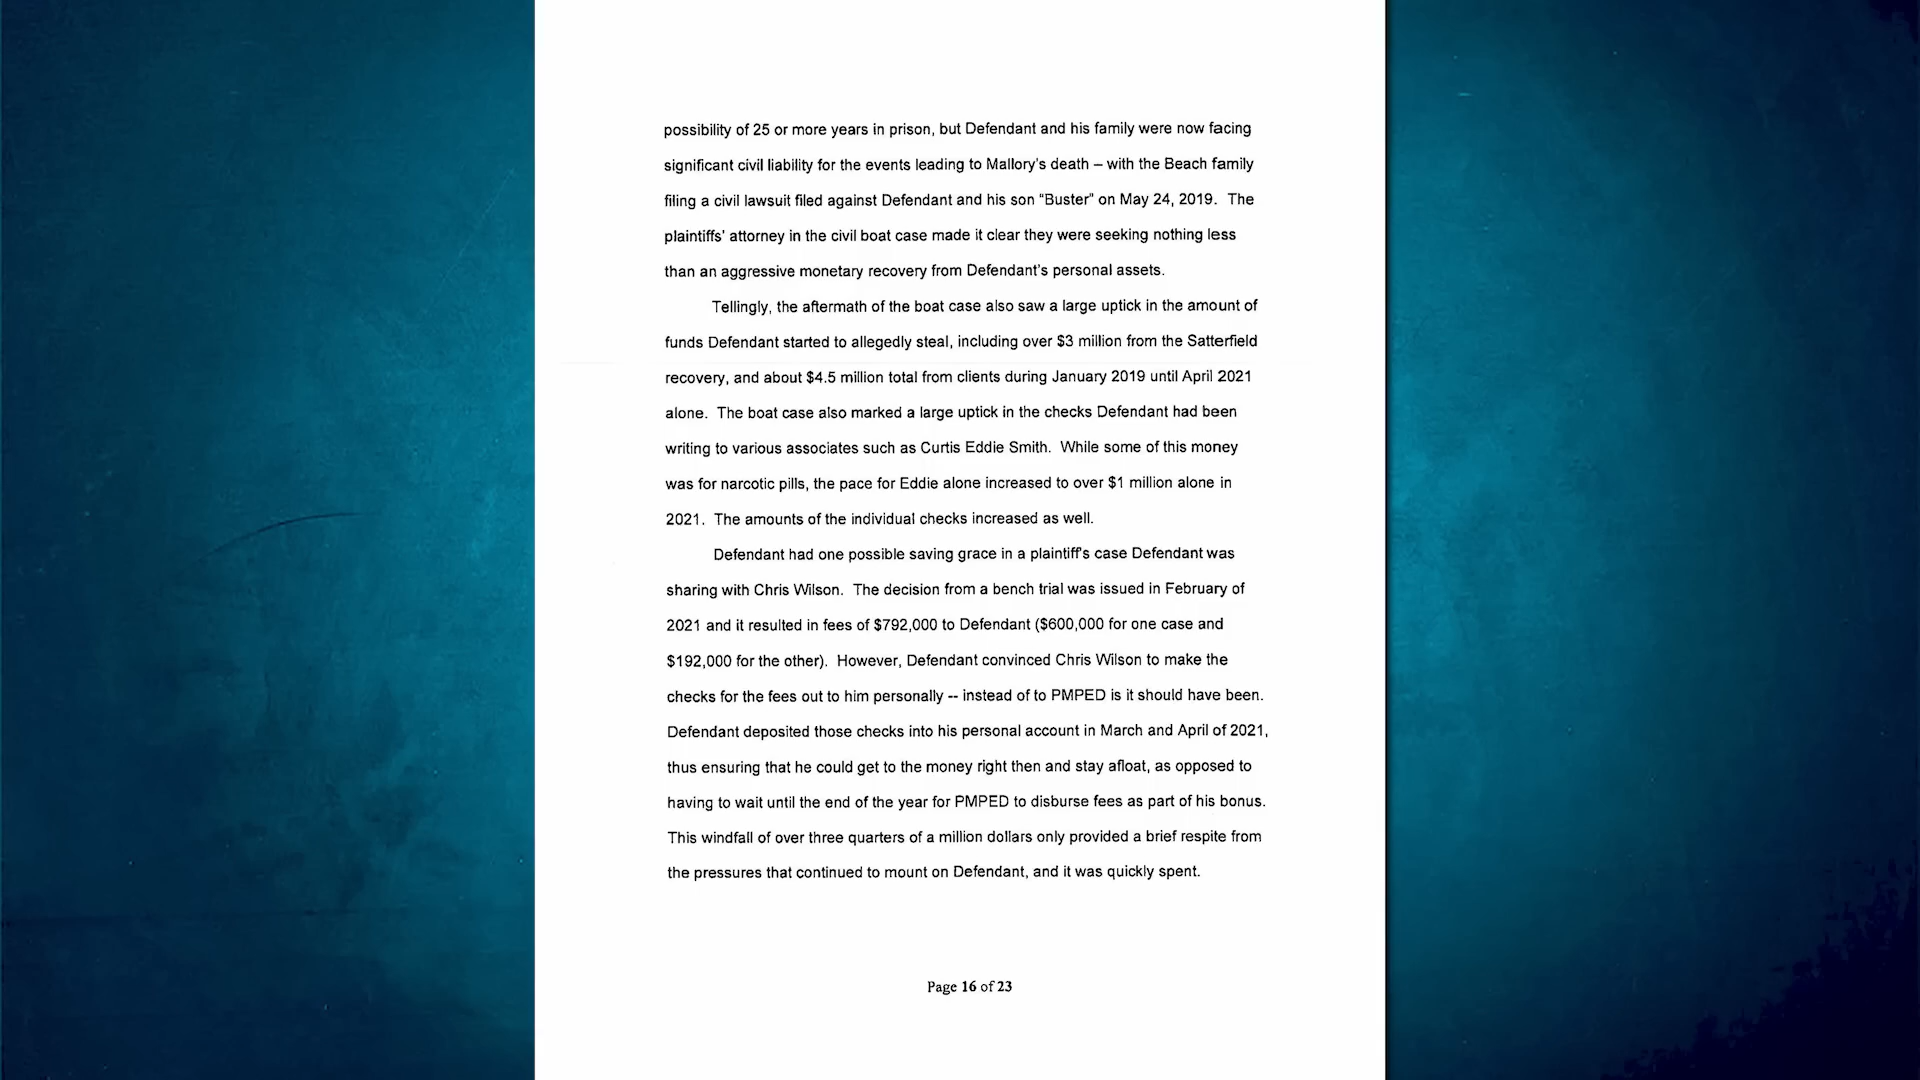 possibility of 25 or more years in prison, but Defendant and his family were now facing
significant civil liability for the events leading to Mallory's death – with the Beach family
filing a civil lawsuit filed against Defendant and his son "Buster" on May 24, 2019.  The
plaintiffs' attorney in the civil boat case made it clear they were seeking nothing less
than an aggressive monetary recovery from Defendant's personal assets.
Tellingly, the aftermath of the boat case also saw a large uptick in the amount of
funds Defendant started to allegedly steal, including over $3 million from the Satterfield
recovery, and about $4.5 million total from clients during January 2019 until April 2021
alone.  The boat case also marked a large uptick in the checks Defendant had been
writing to various associates such as Curtis Eddie Smith.  While some of this money
was for narcotic pills, the pace for Eddie alone increased to over $1 million alone in
2021.  The amounts of the individual checks increased as well.
Defendant had one possible saving grace in a plaintiff's case Defendant was
sharing with Chris Wilson.  The decision from a bench trial was issued in February of
2021 and it resulted in fees of $792,000 to Defendant ($600,000 for one case and
$192,000 for the other).  However, Defendant convinced Chris Wilson to make the
checks for the fees out to him personally -- instead of to PMPED is it should have been.
Defendant deposited those checks into his personal account in March and April of 2021,
thus ensuring that he could get to the money right then and stay afloat, as opposed to
having to wait until the end of the year for PMPED to disburse fees as part of his bonus.
This windfall of over three quarters of a million dollars only provided a brief respite from
the pressures that continued to mount on Defendant, and it was quickly spent.
Page 16 of 23